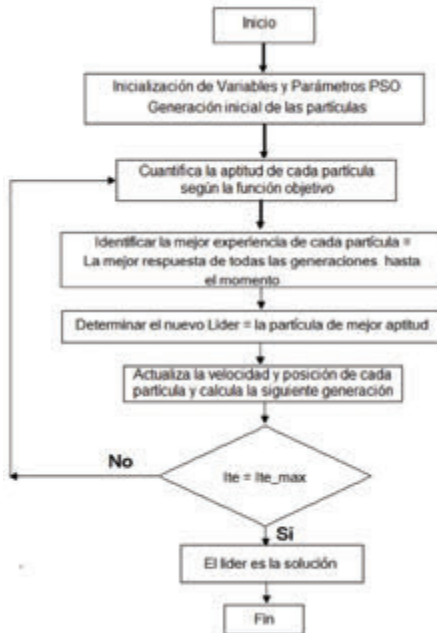 Inicio
Inicialización de Variables y Parámetros PSO
Generación inicial de las partículas
Cuantifica la aptitud de cada partícula
según la función objetivo
Identificar la mejor experiencia de cada partícula =
La mejor respuesta de todas las generaciones hasta
el momento
Determinar el nuevo Líder = la partícula de mejor aptitud
Actualiza la velocidad y posición de cada
partícula y calcula la siguiente generación
No
Ite = Ite_max
Sí
El líder es la solución
Fin